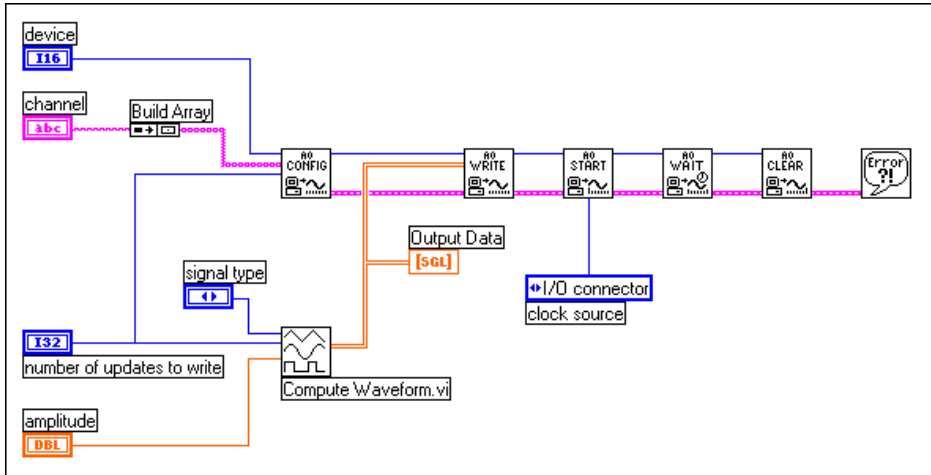 device
I16
channel
abc
Build Array
AO
CONFIG
AO
WRITE
AO
START
AO
WAIT
AO
CLEAR
Error
?!
Output Data
[SGL]
signal type
I/O connector
clock source
I32
number of updates to write
Compute Waveform.vi
amplitude
DBL